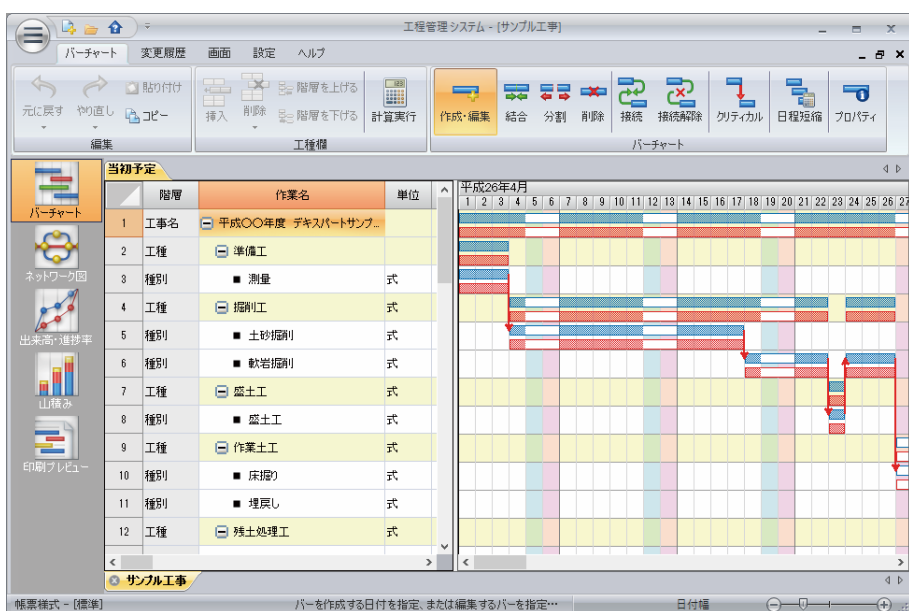 工程管理システム - [サンプル工事]
バーチャート 変更履歴 画面 設定 ヘルプ
元に戻す やり直し 貼り付け コピー 挿入 削除 階層を上げる 階層を下げる 計算実行 作成・編集 結合 分割 削除 接続 接続解除 クリティカル 日程短縮 プロパティ
編集 工種欄 バーチャート
バーチャート
ネットワーク図
出来高・進捗率
山積み
印刷プレビュー
当初予定
階層 作業名 単位 平成26年4月
1 2 3 4 5 6 7 8 9 10 11 12 13 14 15 16 17 18 19 20 21 22 23 24 25 26 27
1 工事名 平成〇〇年度 デキスパートサンプ...
2 工種 準備工
3 種別 測量 式
4 工種 掘削工 式
5 種別 土砂掘削 式
6 種別 軟岩掘削 式
7 工種 盛土工 式
8 種別 盛土工 式
9 工種 作業土工 式
10 種別 床掘り 式
11 種別 埋戻し 式
12 工種 残土処理工 式
サンプル工事
帳票様式 - [標準] バーを作成する日付を指定、または編集するバーを指定… 日付幅